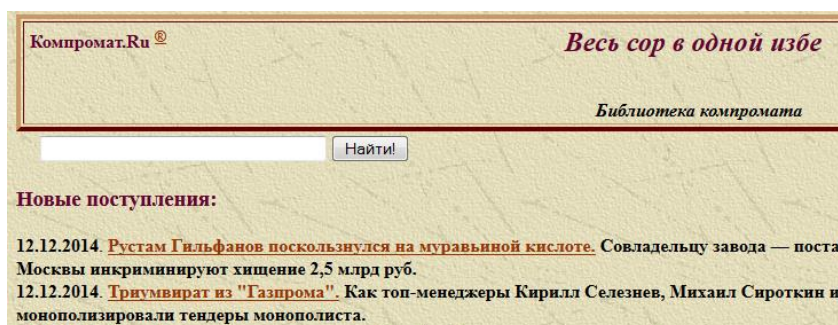 Компромат.Ru ®
Весь сор в одной избе
Библиотека компромата
Найти!
Новые поступления:
12.12.2014. Рустам Гильфанов поскользнулся на муравьиной кислоте. Совладельцу завода — поста
Москвы инкриминируют хищение 2,5 млрд руб.
12.12.2014. Триумвират из "Газпрома". Как топ-менеджеры Кирилл Селезнев, Михаил Сироткин и
монополизировали тендеры монополиста.